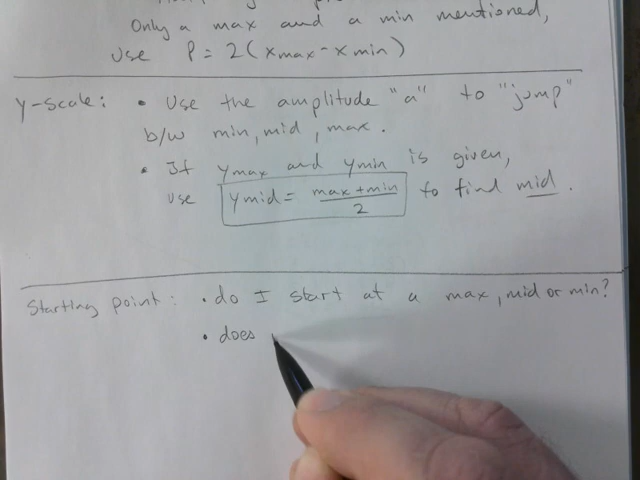 Only a max and a min mentioned,
use P = 2(xmax - xmin)
Y-scale: • Use the amplitude "a" to "jump"
b/w min, mid, max.
• If ymax and ymin is given,
use ymid = max + min / 2 to find mid.
Starting point: • do I start at a max, mid or min?
• does